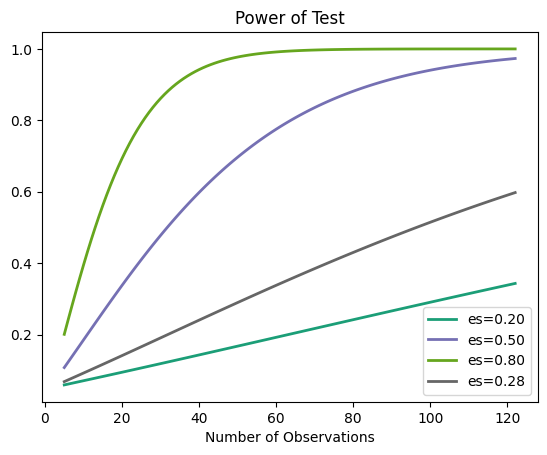 Power of Test
1.0
0.8
0.6
0.4
0.2
es=0.20
es=0.50
es=0.80
es=0.28
0 20 40 60 80 100 120
Number of Observations